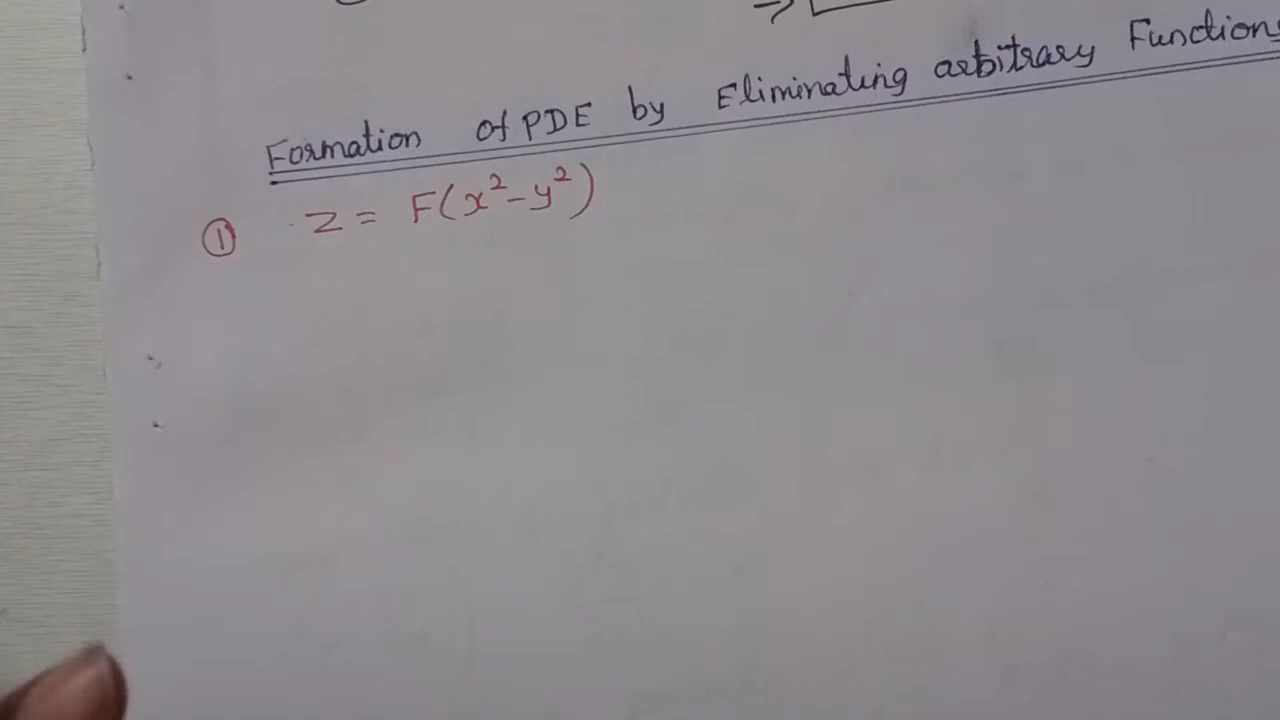 Formation of PDE by Eliminating arbitrary Functions
① z = F(x²-y²)